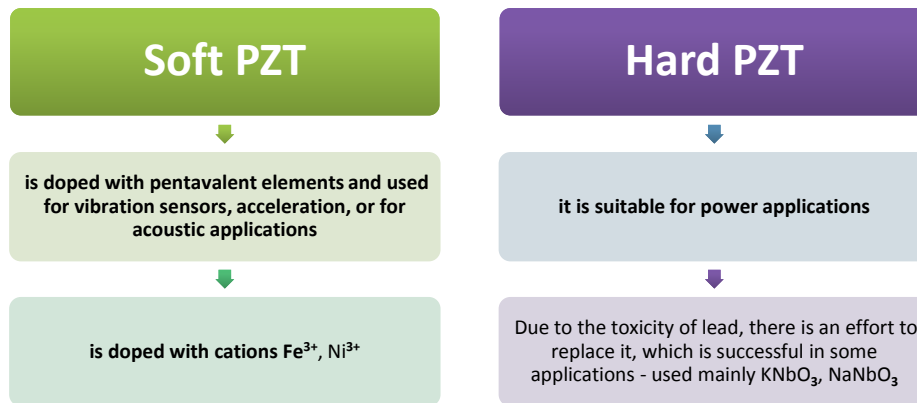 Soft PZT
is doped with pentavalent elements and used
for vibration sensors, acceleration, or for
acoustic applications
is doped with cations Fe³⁺, Ni³⁺
Hard PZT
it is suitable for power applications
Due to the toxicity of lead, there is an effort to
replace it, which is successful in some
applications - used mainly KNbO₃, NaNbO₃